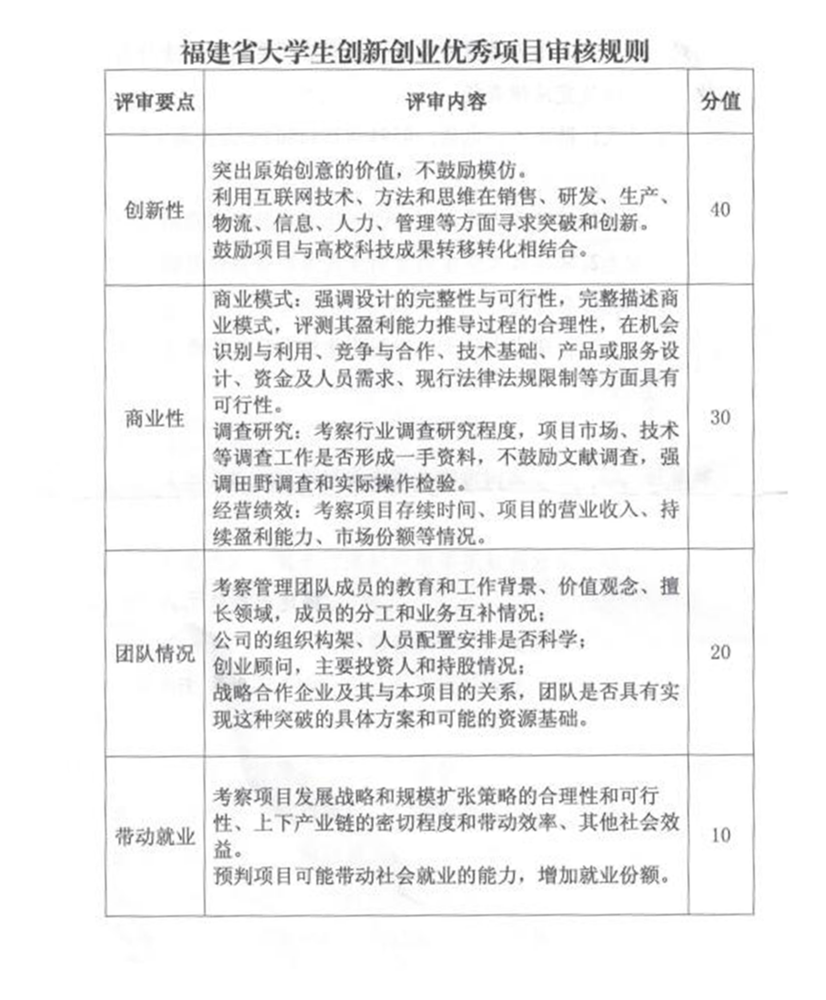 福建省大学生创新创业优秀项目审核规则
评审要点
评审内容
分值
创新性
突出原始创意的价值，不鼓励模仿。
利用互联网技术、方法和思维在销售、研发、生产、
物流、信息、人力、管理等方面寻求突破和创新。
鼓励项目与高校科技成果转移转化相结合。
40
商业性
商业模式：强调设计的完整性与可行性，完整描述商
业模式，评测其盈利能力推导过程的合理性，在机会
识别与利用、竞争与合作、技术基础、产品或服务设
计、资金及人员需求、现行法律法规限制等方面具有
可行性。
调查研究：考察行业调查研究程度，项目市场、技术
等调查工作是否形成一手资料，不鼓励文献调查，强
调田野调查和实际操作检验。
经营绩效：考察项目存续时间、项目的营业收入、持
续盈利能力、市场份额等情况。
30
团队情况
考察管理团队成员的教育和工作背景、价值观念、擅
长领域，成员的分工和业务互补情况；
公司的组织构架、人员配置安排是否科学；
创业顾问，主要投资人和持股情况；
战略合作企业及其与本项目的关系，团队是否具有实
现这种突破的具体方案和可能的资源基础。
20
带动就业
考察项目发展战略和规模扩张策略的合理性和可行
性、上下产业链的密切程度和带动效率、其他社会效
益。
预判项目可能带动社会就业的能力，增加就业份额。
10